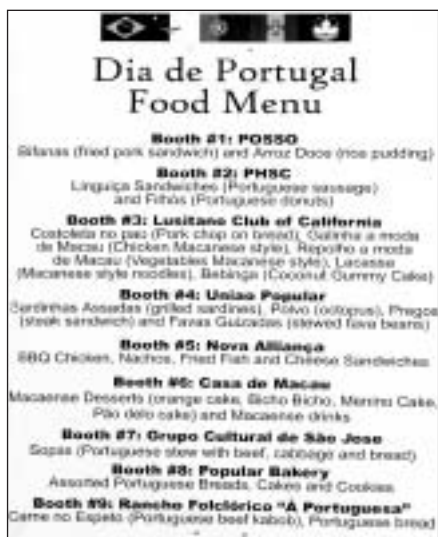 Dia de Portugal
Food Menu
Booth #1: POSSO
Bifanas (fried pork sandwich) and Arroz Doce (rice pudding)
Booth #2: PHSC
Linguiça Sandwiches (Portuguese sausage)
and Filhós (Portuguese donuts)
Booth #3: Lusitano Club of California
Costoleta no pao (Pork chop on bread), Galinha a moda
de Macau (Chicken Macanese style), Repolho a moda
de Macau (Vegetables Macanese style), Lacassa
(Macanese style noodles), Bebinga (Coconut Gummy Cake)
Booth #4: Uniao Popular
Sardinhas Assadas (grilled sardines), Polvo (octopus), Pregos
(steak sandwich) and Favas Guizadas (stewed fava beans)
Booth #5: Nova Alliança
BBQ Chicken, Nachos, Fried Fish and Cheese Sandwiches
Booth #6: Casa de Macau
Macaense Desserts (orange cake, Bicho Bicho, Menino Cake,
Pao delo cake) and Macaense drinks
Booth #7: Grupo Cultural de São Jose
Sopas (Portuguese stew with beef, cabbage and bread)
Booth #8: Popular Bakery
Assorted Portuguese Breads, Cakes and Cookies
Booth #9: Rancho Folclórico "A Portuguesa"
Carne no Espeto (Portuguese beef kabob), Portuguese bread